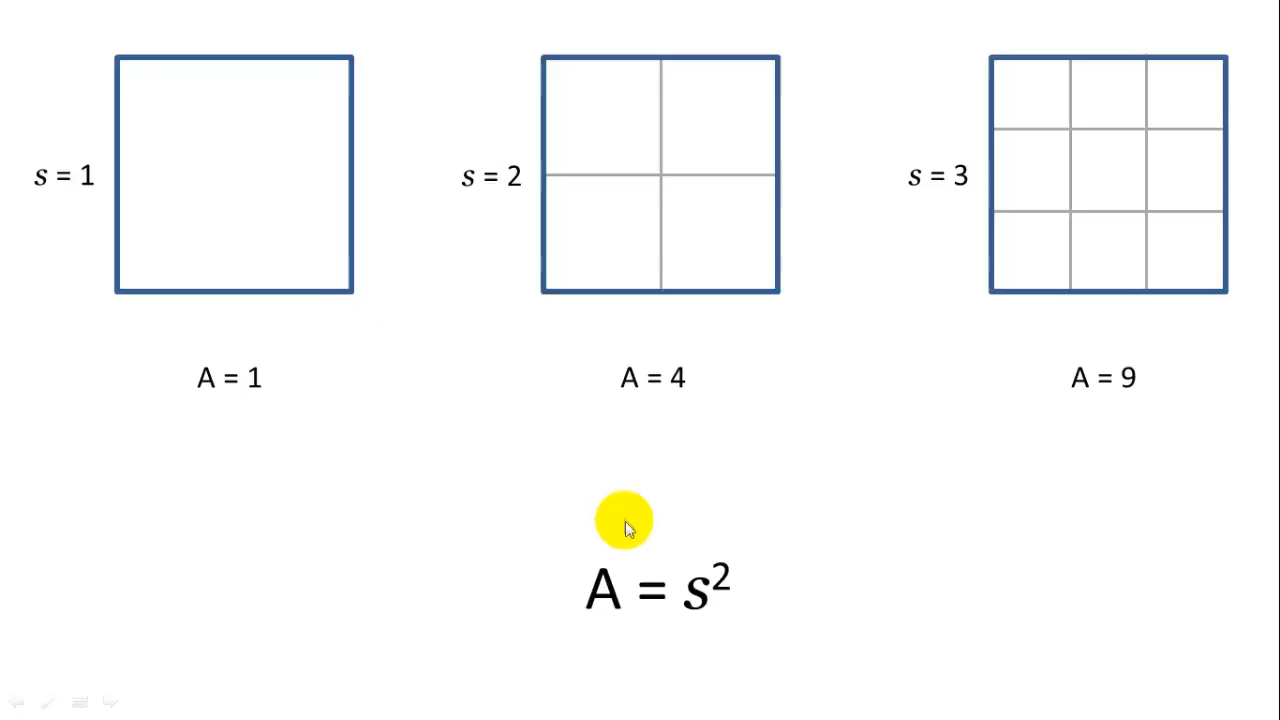 s = 1
s = 2
s = 3
A = 1
A = 4
A = 9
A = s²